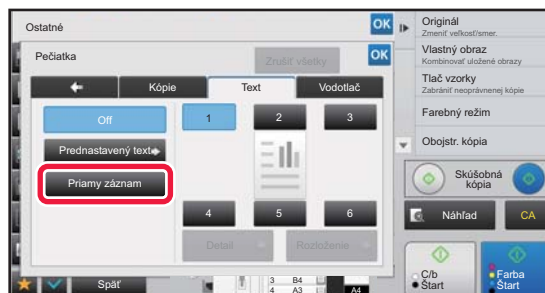 Ostatné
OK
Pečiatka
Zrušiť všetky
OK
Kópie
Text
Vodotlač
Off
1
2
3
Prednastavený text
Priamy záznam
4
5
6
Detail
Rozloženie
Späť
3 B4
4 A3
A4
Originál
Zmeniť veľkosť/smer.
Vlastný obraz
Kombinovať uložené obrazy
Tlač vzorky
Zabrániť neoprávnenej kópie
Farebný režim
Obojstr. kópia
Skúšobná
kópia
Náhľad
CA
C/b
Štart
Farba
Štart